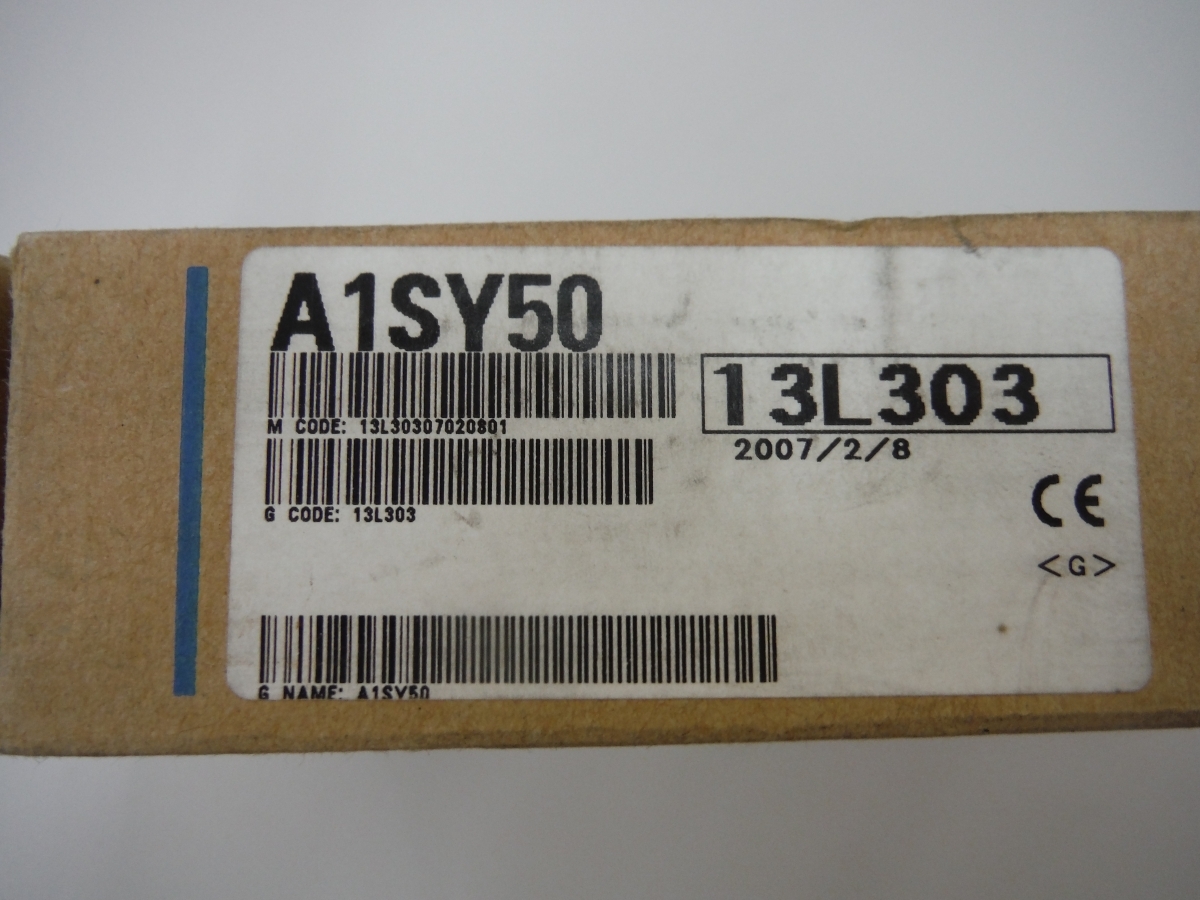 A1SY50
13L303
M CODE: 13L30307020801
2007/2/8
G CODE: 13L303
CE
<G>
G NAME: A1SY50